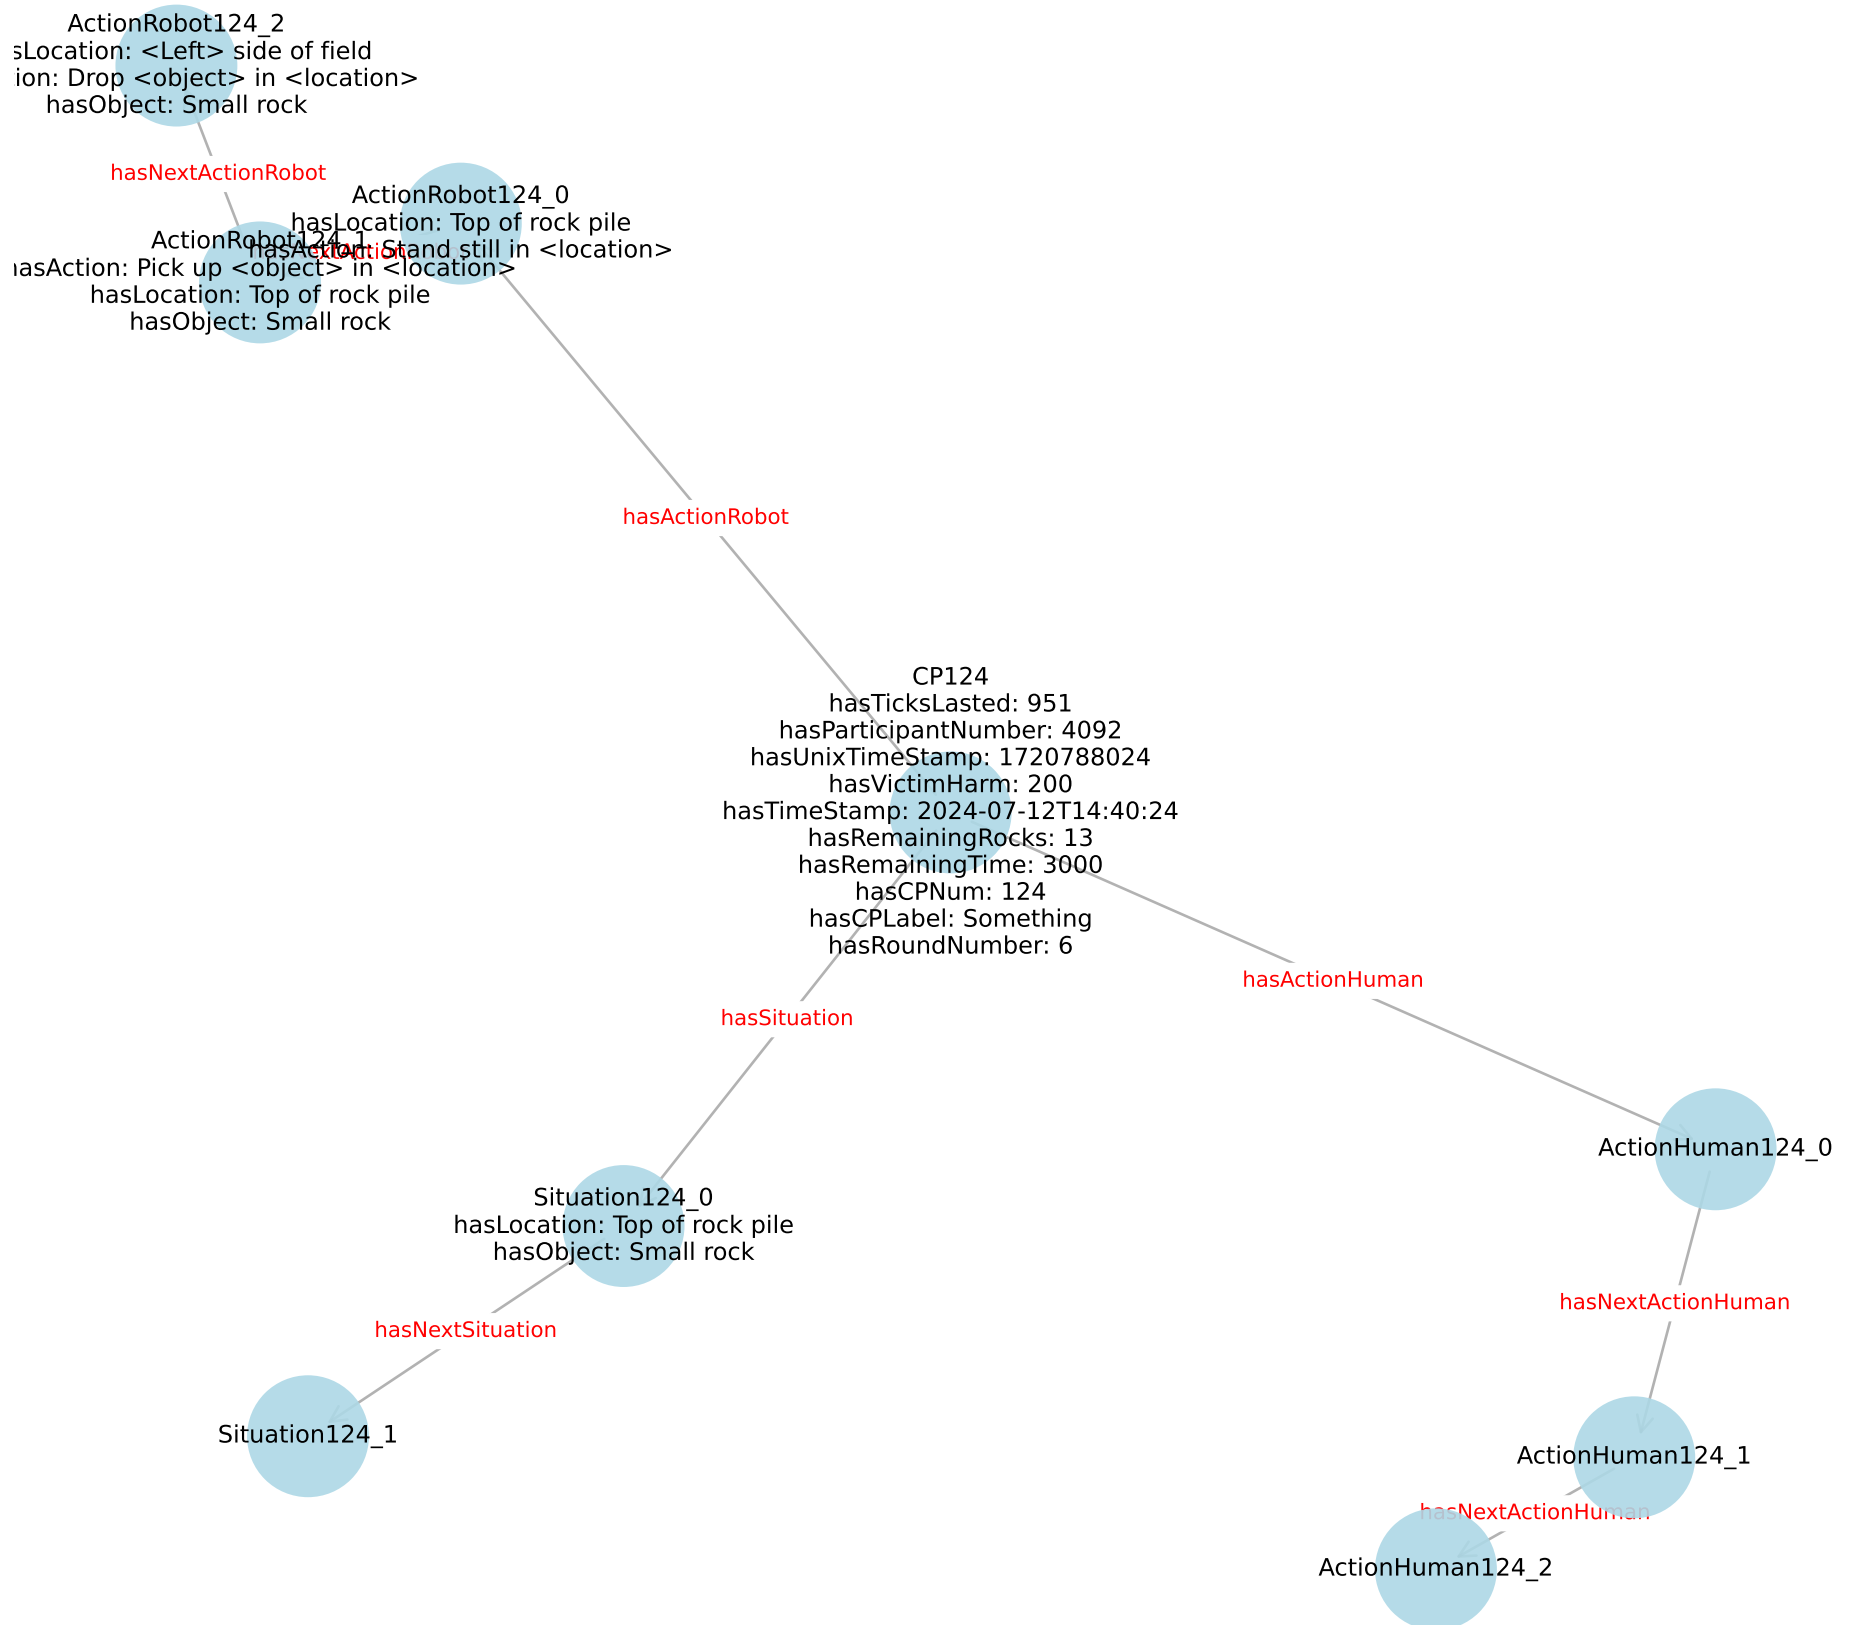 ActionRobot124_2
sLocation: <Left> side of field
ion: Drop <object> in <location>
hasObject: Small rock
hasNextActionRobot
ActionRobot124_0
hasLocation: Top of rock pile
hasAction: Stand still in <location>
ActionRobot124_1
hasAction: Pick up <object> in <location>
hasLocation: Top of rock pile
hasObject: Small rock
hasActionRobot
CP124
hasTicksLasted: 951
hasParticipantNumber: 4092
hasUnixTimeStamp: 1720788024
hasVictimHarm: 200
hasTimeStamp: 2024-07-12T14:40:24
hasRemainingRocks: 13
hasRemainingTime: 3000
hasCPNum: 124
hasCPLabel: Something
hasRoundNumber: 6
hasActionHuman
hasSituation
ActionHuman124_0
Situation124_0
hasLocation: Top of rock pile
hasObject: Small rock
hasNextActionHuman
hasNextSituation
Situation124_1
ActionHuman124_1
hasNextActionHuman
ActionHuman124_2